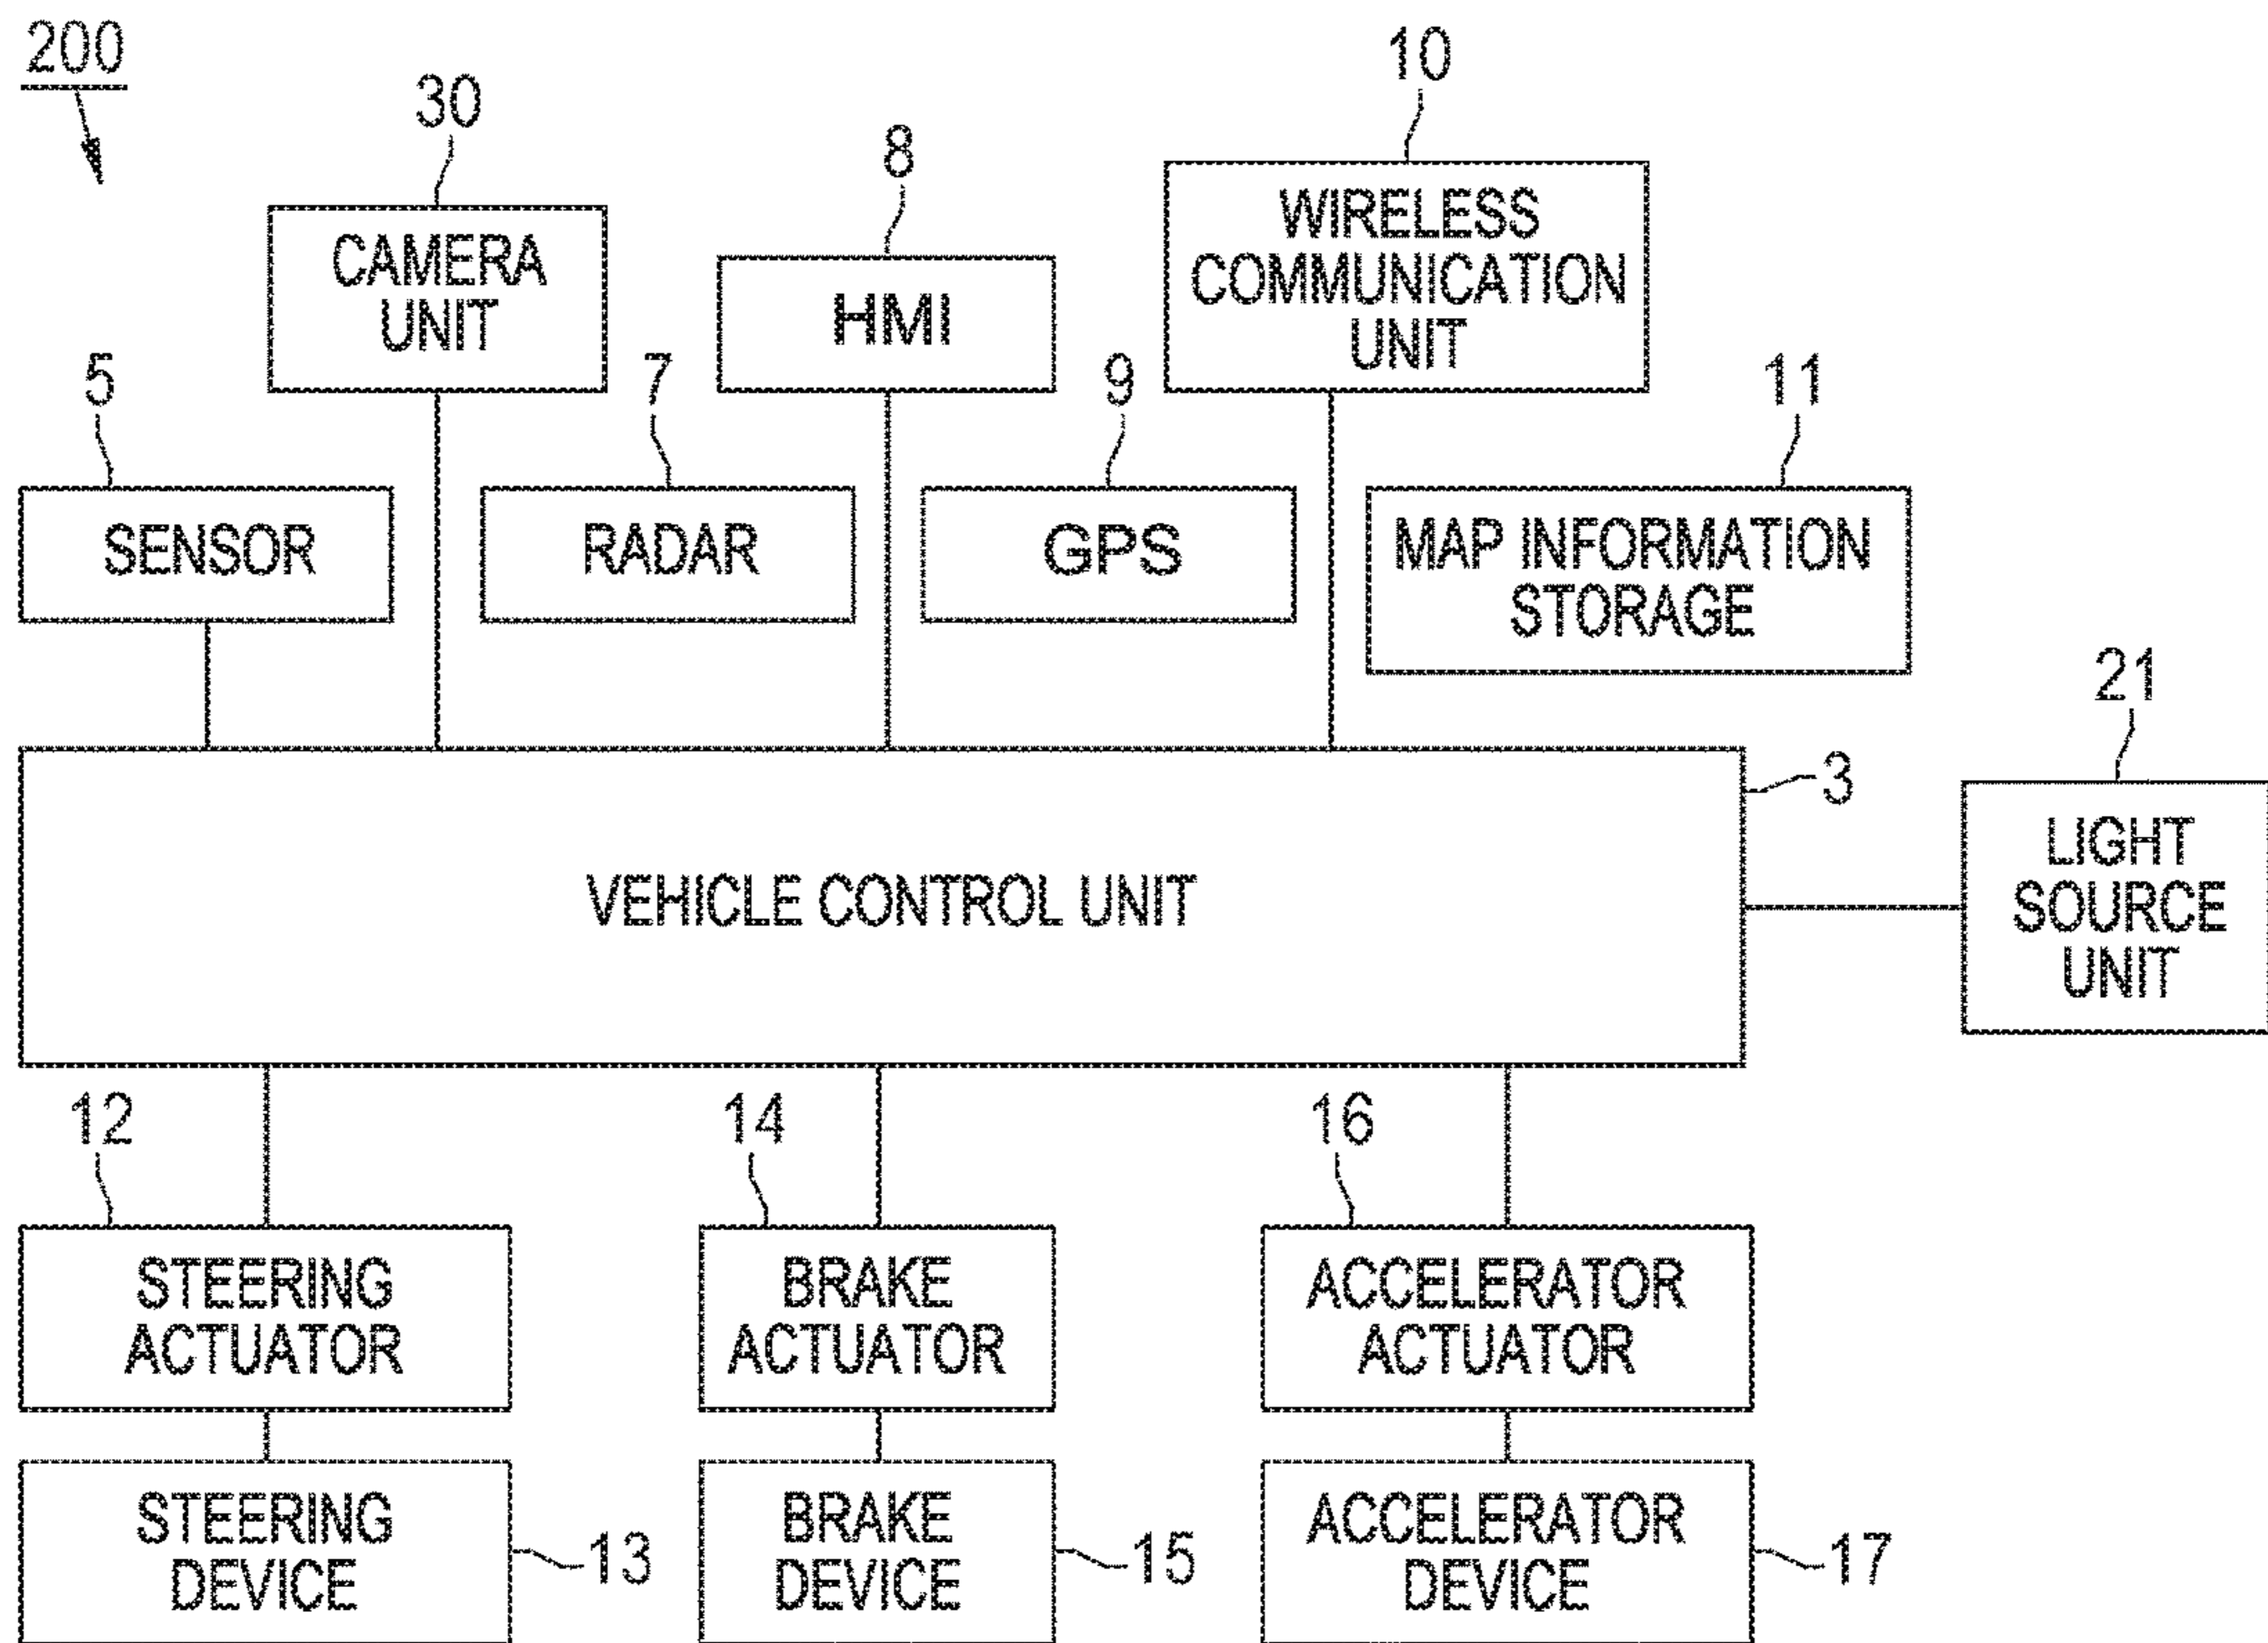 200
30
CAMERA
UNIT
8
HMI
10
WIRELESS
COMMUNICATION
UNIT
5
SENSOR
7
RADAR
9
GPS
11
MAP INFORMATION
STORAGE
3
VEHICLE CONTROL UNIT
21
LIGHT
SOURCE
UNIT
12
STEERING
ACTUATOR
14
BRAKE
ACTUATOR
16
ACCELERATOR
ACTUATOR
STEERING
DEVICE
13
BRAKE
DEVICE
15
ACCELERATOR
DEVICE
17